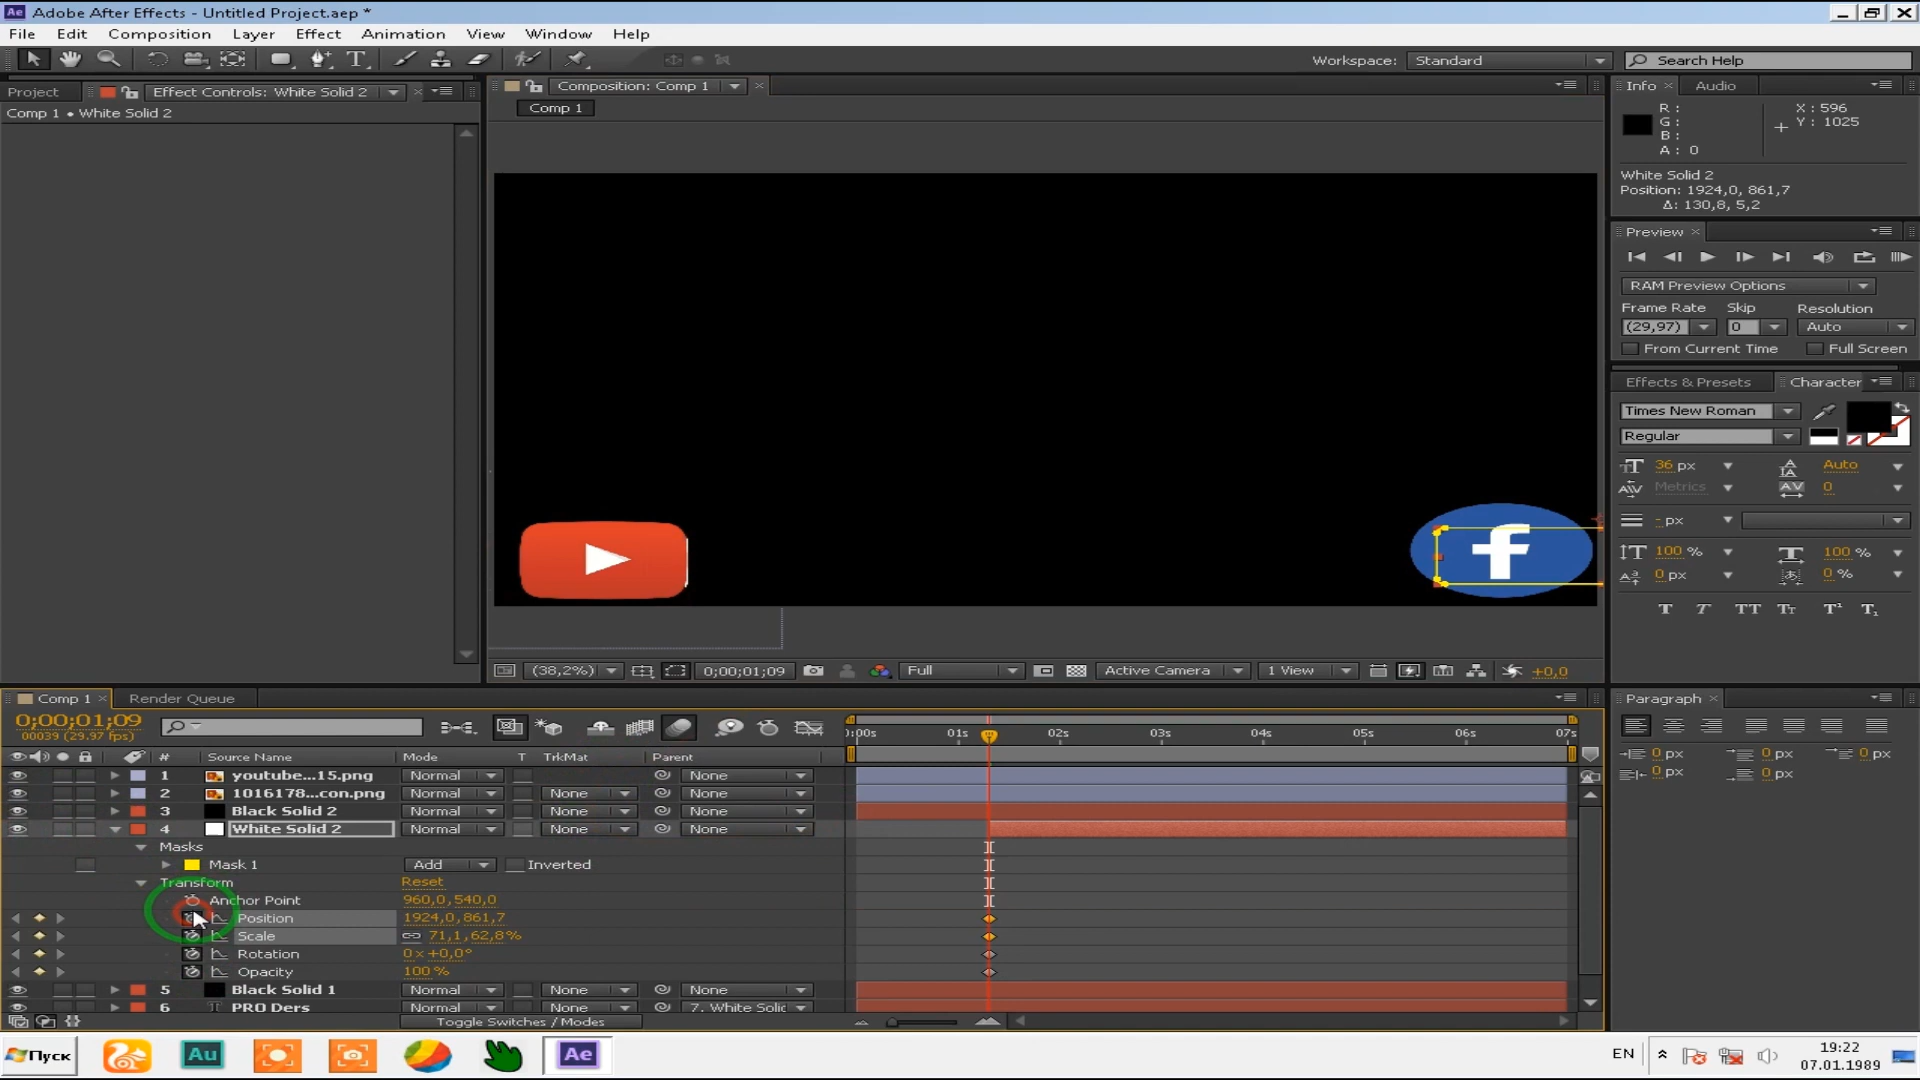 Ae Adobe After Effects - Untitled Project.aep *
File Edit Composition Layer Effect Animation View Window Help
Workspace: Standard Search Help
Project Effect Controls: White Solid 2
Comp 1 • White Solid 2
Composition: Comp 1
Comp 1
Info Audio
R :
G :
B :
A : 0
X : 596
Y : 1025
White Solid 2
Position: 1924,0, 861,7
Δ: 130,8, 5,2
Preview
RAM Preview Options
Frame Rate Skip Resolution
(29,97) 0 Auto
From Current Time Full Screen
Effects & Presets Character
Times New Roman
Regular
36 px Auto
Metrics 0
- px
100 % 100 %
0 px 0 %
T T TT Tt T¹ T₁
f
(38,2%) 0;00;01;09 Full Active Camera 1 View +0,0
Comp 1 Render Queue
0;00;01;09
00039 (29.97 fps)
):00s 01s 02s 03s 04s 05s 06s 07s
# Source Name Mode T TrkMat Parent
1 youtube...15.png Normal None
2 1016178...con.png Normal None None
3 Black Solid 2 Normal None None
4 White Solid 2 Normal None None
Masks
Mask 1 Add Inverted
Transform Reset
Anchor Point 960,0,540,0
Position 1924,0,861,7
Scale 71,1,62,8%
Rotation 0x+0,0°
Opacity 100%
5 Black Solid 1 Normal None None
6 T PRO Ders Normal None 7. White Solic
Toggle Switches / Modes
Paragraph
0 px 0 px 0 px
0 px 0 px
Пуск Au Ae EN 19:22
07.01.1989